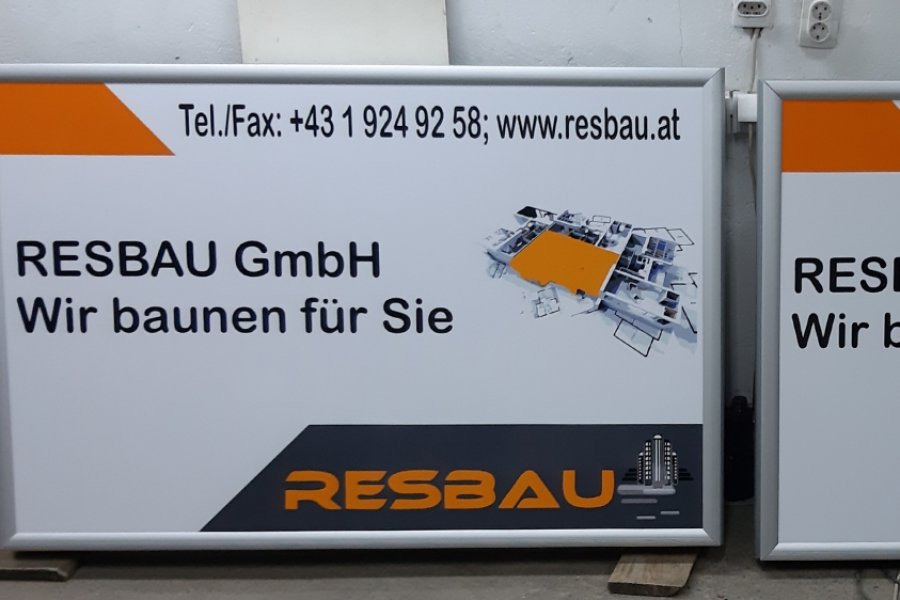 Tel./Fax: +43 1 924 92 58; www.resbau.at
RESBAU GmbH
Wir baunen für Sie
RESBAU
RES
Wir b